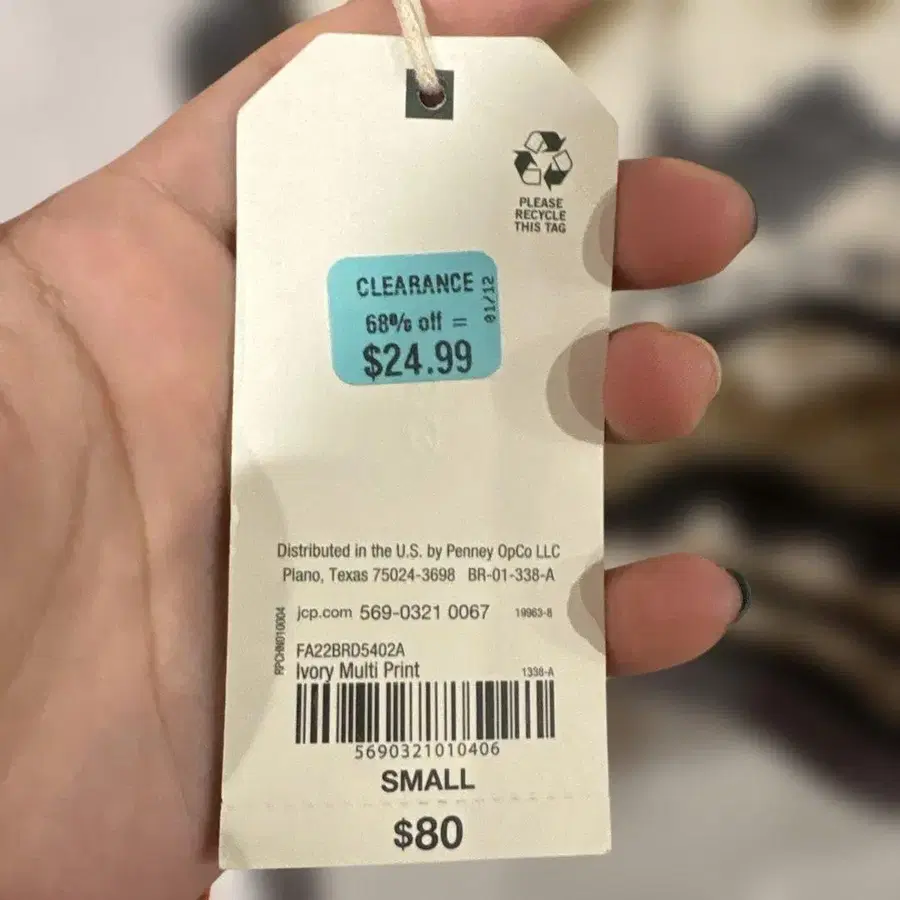 PLEASE
RECYCLE
THIS TAG
CLEARANCE
01/12
68% off =
$24.99
Distributed in the U.S. by Penney OpCo LLC
Plano, Texas 75024-3698 BR-01-338-A
jcp.com 569-0321 0067 19963-8
RPCHN010004
FA22BRD5402A
Ivory Multi Print 1338-A
5690321010406
SMALL
$80